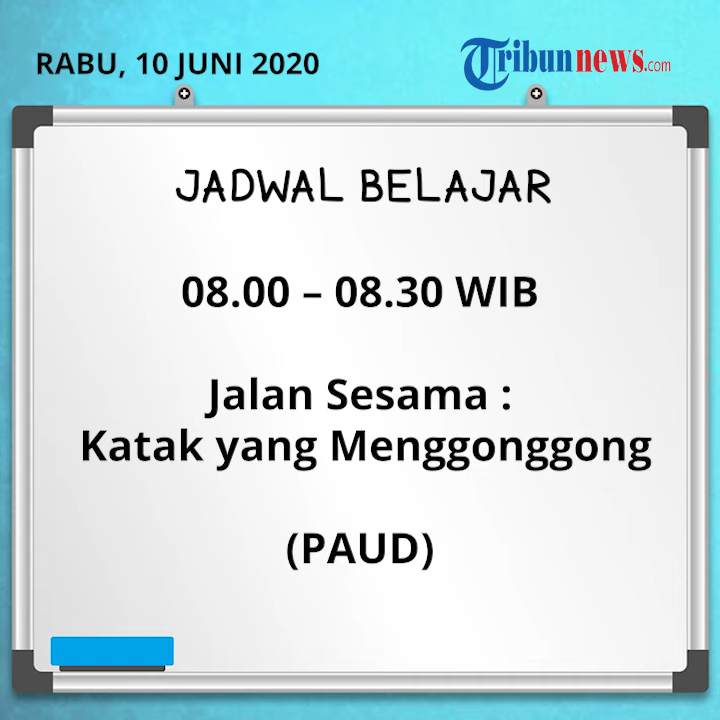 RABU, 10 JUNI 2020
Tribunnews.com
JADWAL BELAJAR
08.00 – 08.30 WIB
Jalan Sesama :
Katak yang Menggonggong
(PAUD)